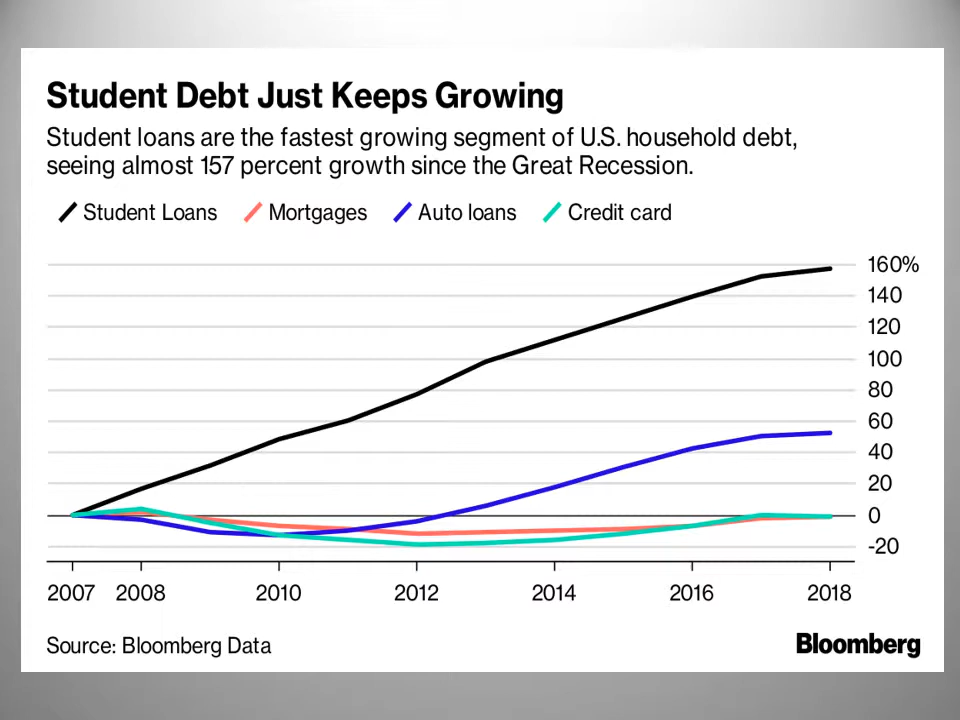 Student Debt Just Keeps Growing
Student loans are the fastest growing segment of U.S. household debt,
seeing almost 157 percent growth since the Great Recession.
Student Loans Mortgages Auto loans Credit card
160%
140
120
100
80
60
40
20
0
-20
2007 2008 2010 2012 2014 2016 2018
Source: Bloomberg Data
Bloomberg